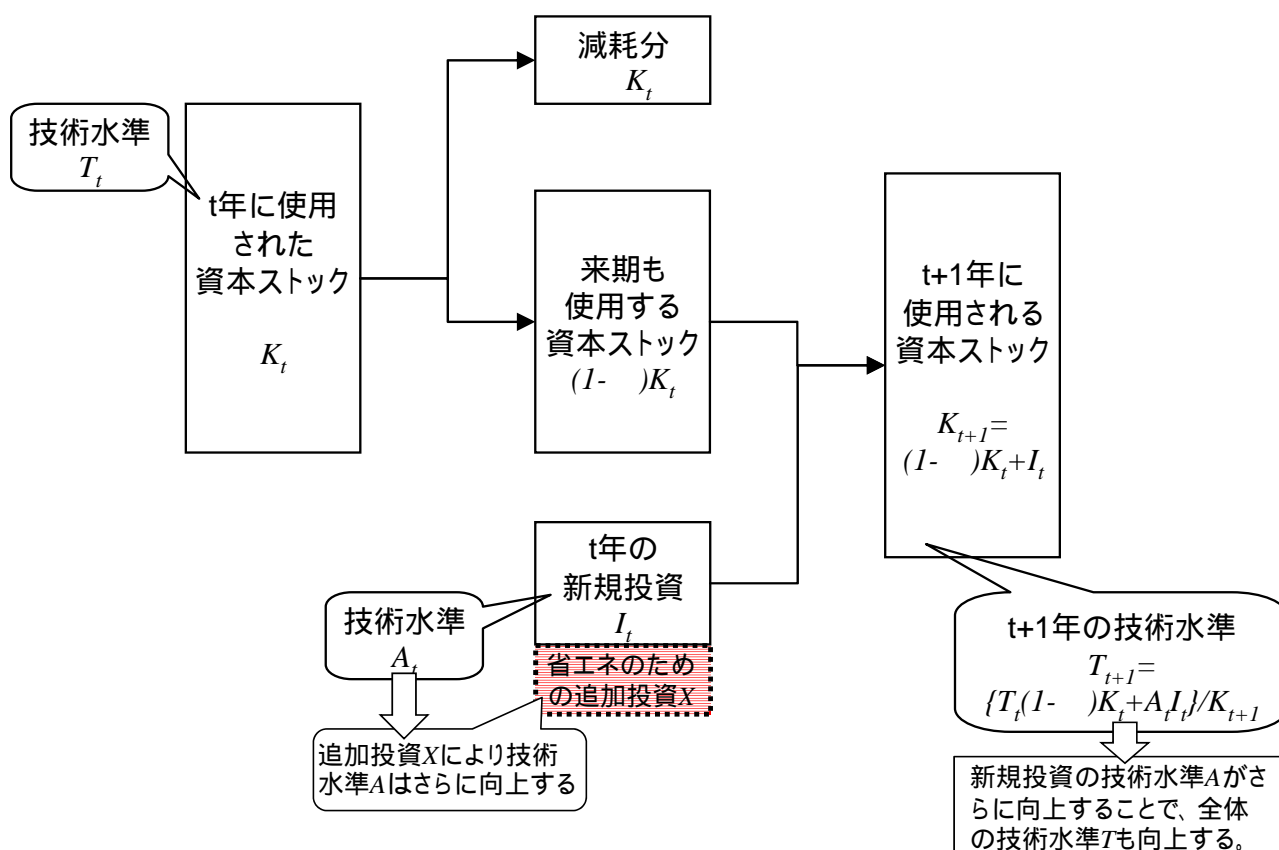 減耗分
K_t
技術水準
T_t
t年に使用
された
資本ストック
K_t
来期も
使用する
資本ストック
(1-   )K_t
t+1年に
使用される
資本ストック
K_{t+1}=
(1-   )K_t+I_t
t年の
新規投資
I_t
省エネのため
の追加投資X
技術水準
A_t
追加投資Xにより技術
水準Aはさらに向上する
t+1年の技術水準
T_{t+1}=
{T_t(1-   )K_t+A_tI_t}/K_{t+1}
新規投資の技術水準Aがさ
らに向上することで、全体
の技術水準Tも向上する。